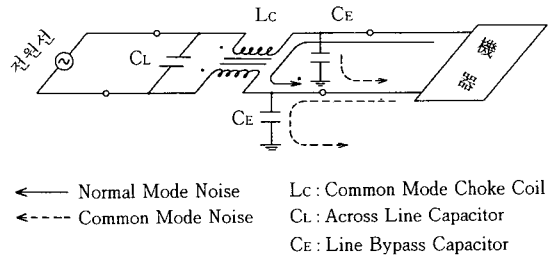 LC
CE
전원선
CL
機
器
CE
Normal Mode Noise
Common Mode Noise
LC : Common Mode Choke Coil
CL : Across Line Capacitor
CE : Line Bypass Capacitor